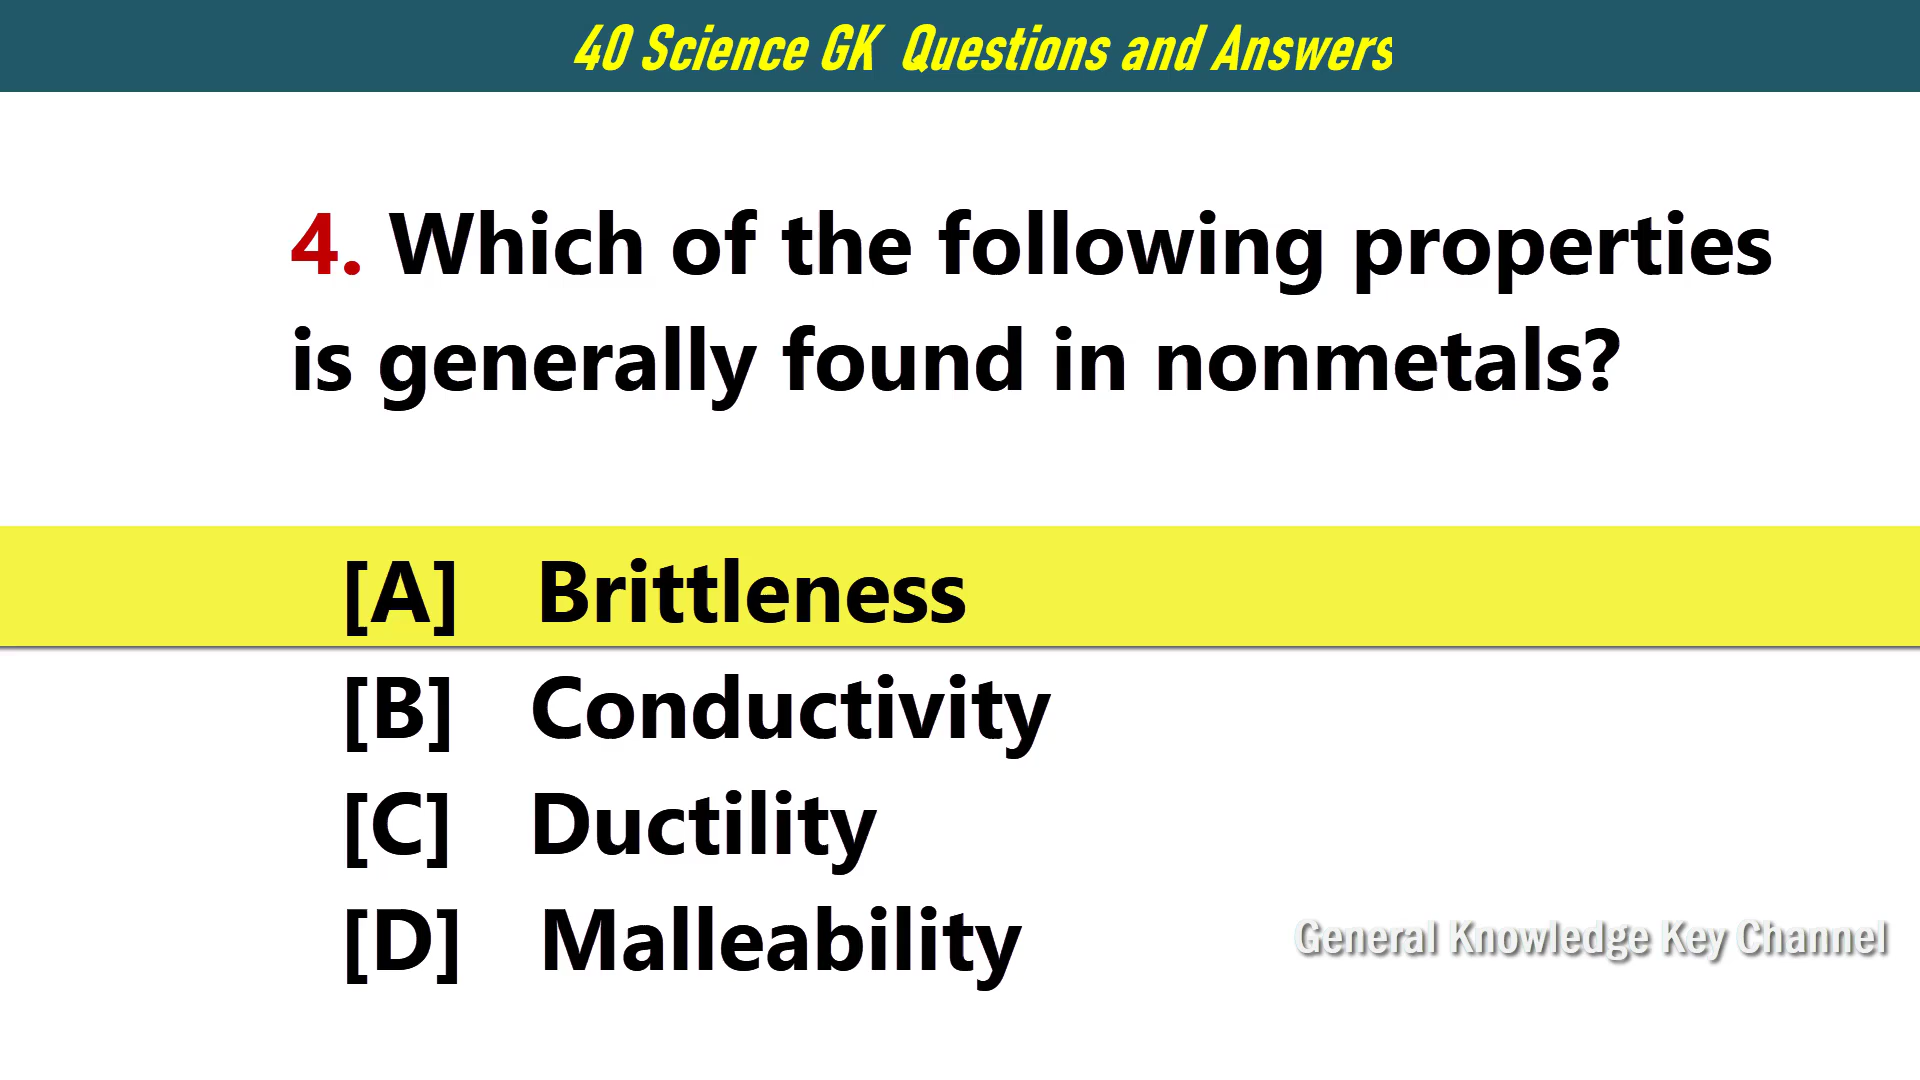 40 Science GK Questions and Answers
4. Which of the following properties
is generally found in nonmetals?
[A] Brittleness
[B] Conductivity
[C] Ductility
[D] Malleability
General Knowledge Key Channel